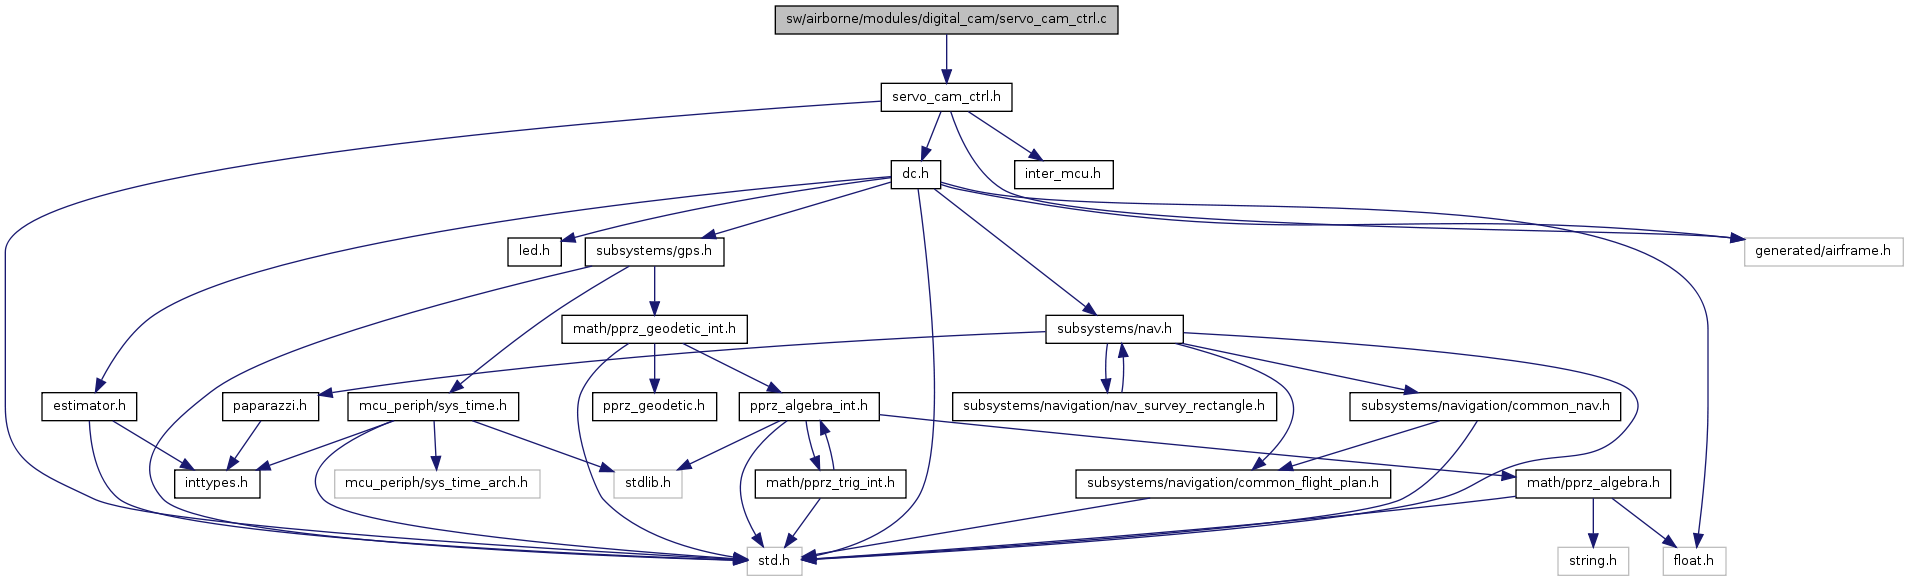 sw/airborne/modules/digital_cam/servo_cam_ctrl.c
servo_cam_ctrl.h
dc.h
inter_mcu.h
led.h
subsystems/gps.h
generated/airframe.h
math/pprz_geodetic_int.h
subsystems/nav.h
estimator.h
paparazzi.h
mcu_periph/sys_time.h
pprz_geodetic.h
pprz_algebra_int.h
subsystems/navigation/nav_survey_rectangle.h
subsystems/navigation/common_nav.h
inttypes.h
mcu_periph/sys_time_arch.h
stdlib.h
math/pprz_trig_int.h
subsystems/navigation/common_flight_plan.h
math/pprz_algebra.h
std.h
string.h
float.h